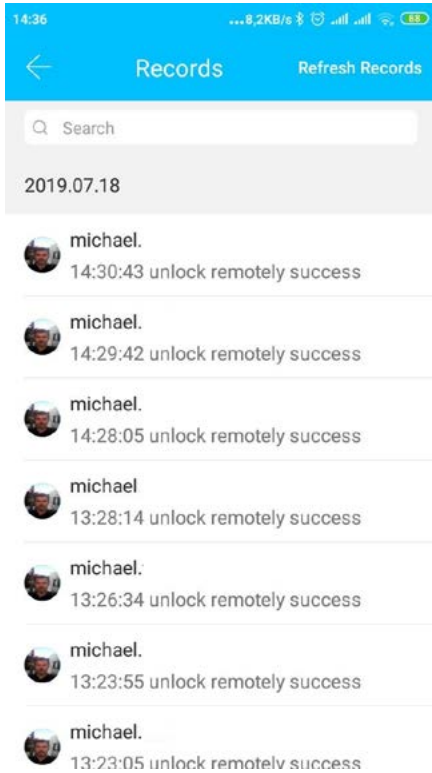 14:36 ...8,2KB/s 68
Records Refresh Records
Search
2019.07.18
michael.
14:30:43 unlock remotely success
michael.
14:29:42 unlock remotely success
michael.
14:28:05 unlock remotely success
michael
13:28:14 unlock remotely success
michael.
13:26:34 unlock remotely success
michael.
13:23:55 unlock remotely success
michael.
13:23:05 unlock remotely success